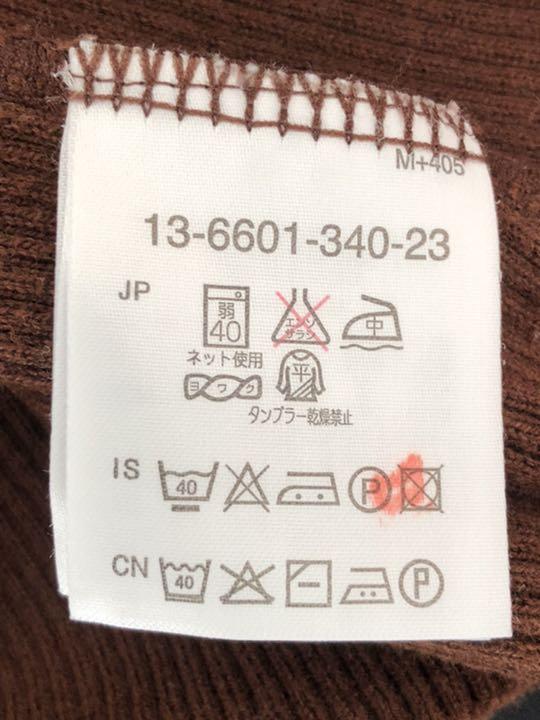 M+405
13-6601-340-23
JP
弱 40 エンソ サラシ 中
ネット使用
ヨワク 平
タンブラー乾燥禁止
IS 40 P
CN 40 P